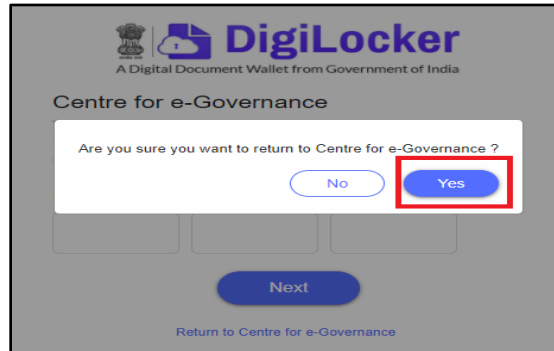 DigiLocker
A Digital Document Wallet from Government of India
Centre for e-Governance
Are you sure you want to return to Centre for e-Governance ?
No
Yes
Next
Return to Centre for e-Governance